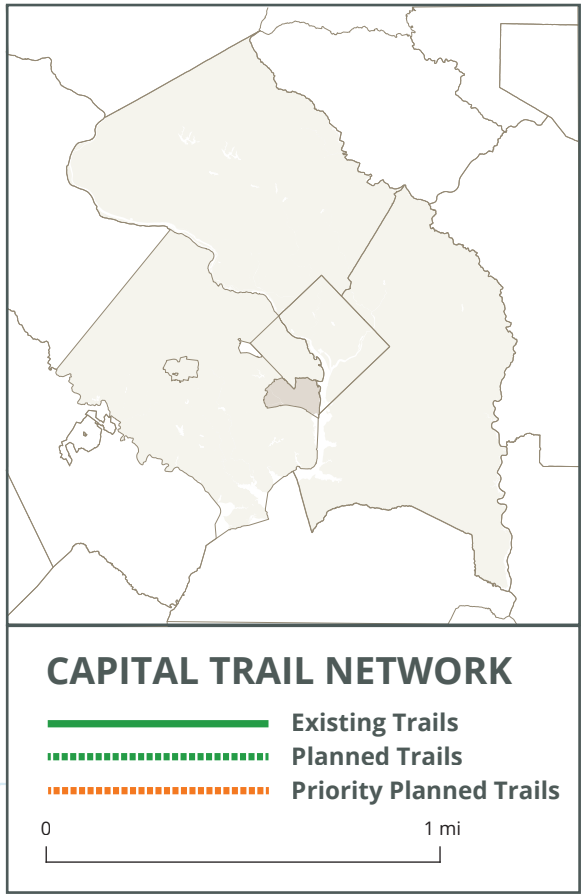 CAPITAL TRAIL NETWORK
Existing Trails
Planned Trails
Priority Planned Trails
0 1 mi